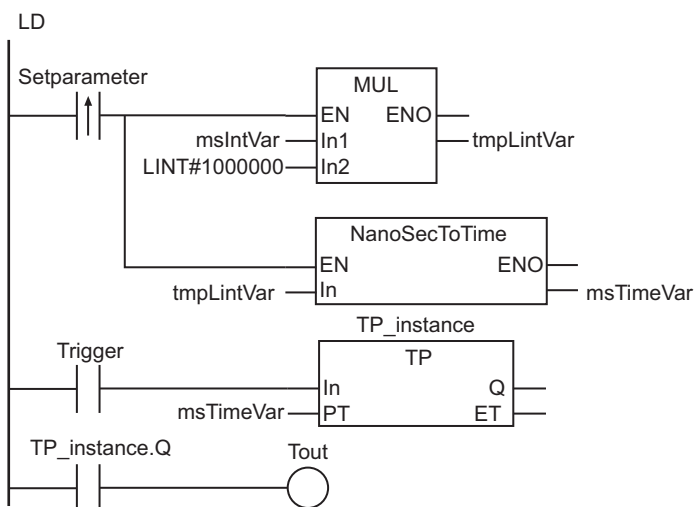 LD
Setparameter
MUL
EN ENO
msIntVar In1 tmpLintVar
LINT#1000000 In2
NanoSecToTime
EN ENO
tmpLintVar In msTimeVar
TP_instance
Trigger TP
In Q
msTimeVar PT ET
TP_instance.Q Tout